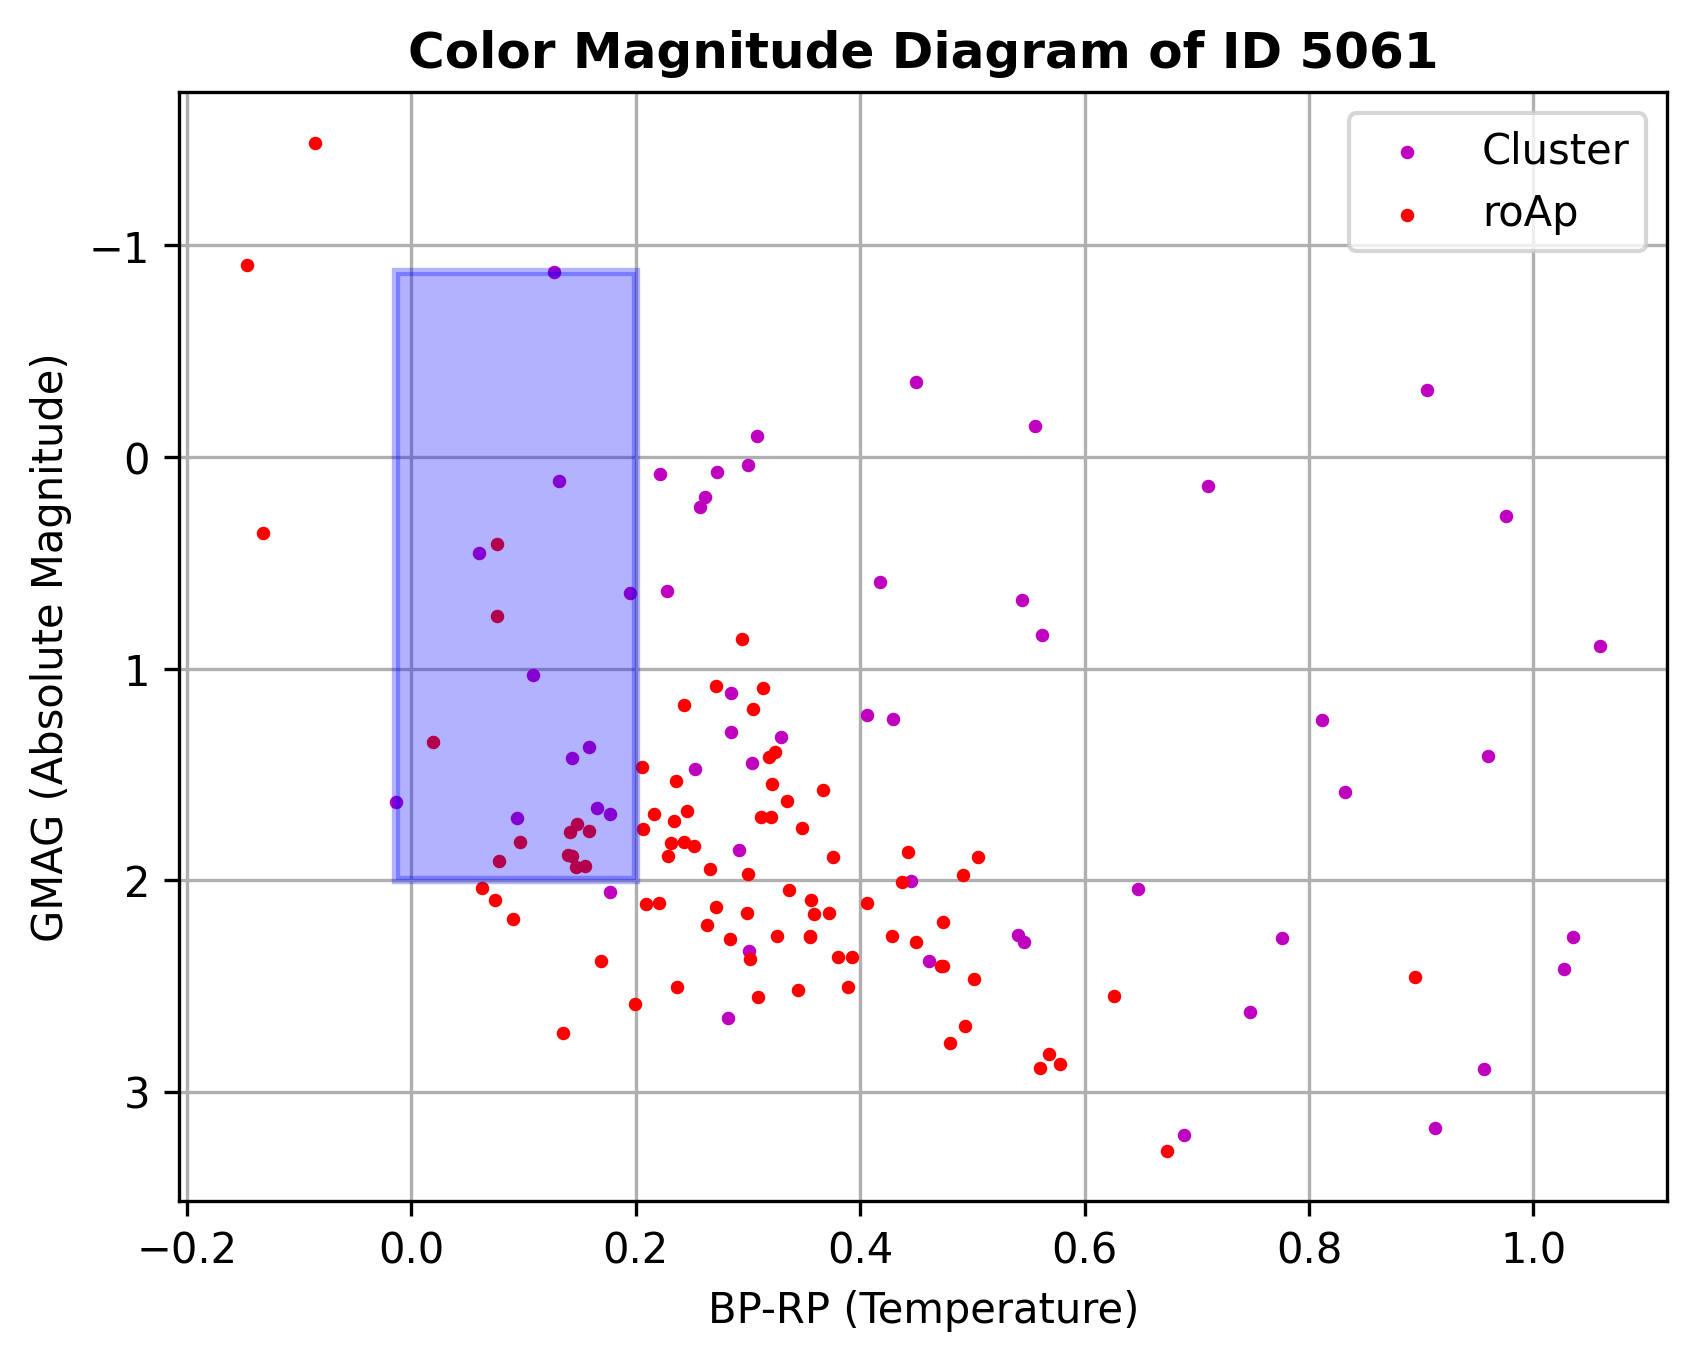 Color Magnitude Diagram of ID 5061
Cluster
roAp
GMAG (Absolute Magnitude)
−1
0
1
2
3
−0.2 0.0 0.2 0.4 0.6 0.8 1.0
BP-RP (Temperature)